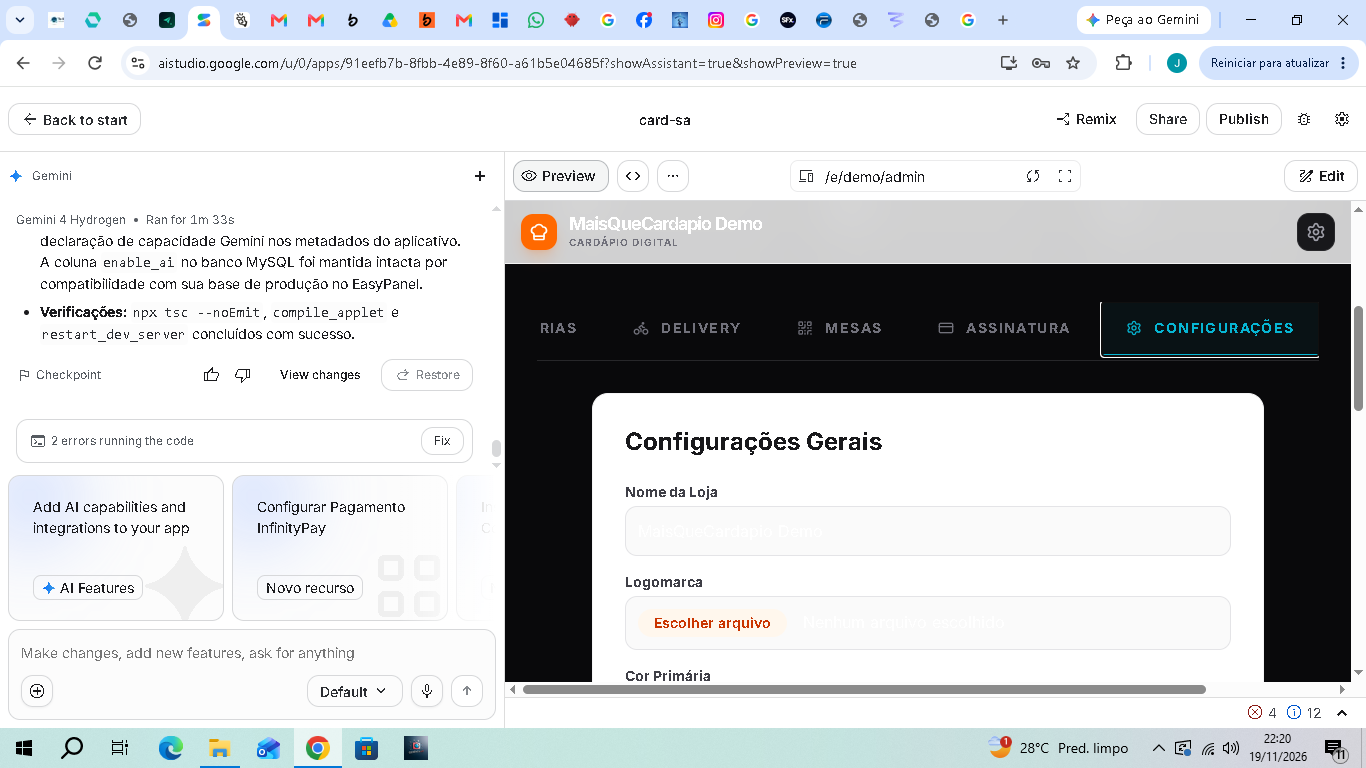 Peça ao Gemini
aistudio.google.com/u/0/apps/91eefb7b-8fbb-4e89-8f60-a61b5e04685f?showAssistant=true&showPreview=true
J
Reiniciar para atualizar
Back to start
card-sa
Remix
Share
Publish
Gemini
Preview
/e/demo/admin
Edit
Gemini 4 Hydrogen • Ran for 1m 33s
declaração de capacidade Gemini nos metadados do aplicativo.
A coluna enable_ai no banco MySQL foi mantida intacta por
compatibilidade com sua base de produção no EasyPanel.
• Verificações: npx tsc --noEmit, compile_applet e
restart_dev_server concluídos com sucesso.
Checkpoint
View changes
Restore
2 errors running the code
Fix
Add AI capabilities and
integrations to your app
AI Features
Configurar Pagamento
InfinityPay
Novo recurso
Make changes, add new features, ask for anything
Default
MaisQueCardapio Demo
CARDÁPIO DIGITAL
RIAS
DELIVERY
MESAS
ASSINATURA
CONFIGURAÇÕES
Configurações Gerais
Nome da Loja
MaisQueCardapio Demo
Logomarca
Escolher arquivo
Nenhum arquivo escolhido
Cor Primária
4
12
1
28°C Pred. limpo
22:20
19/11/2026
11